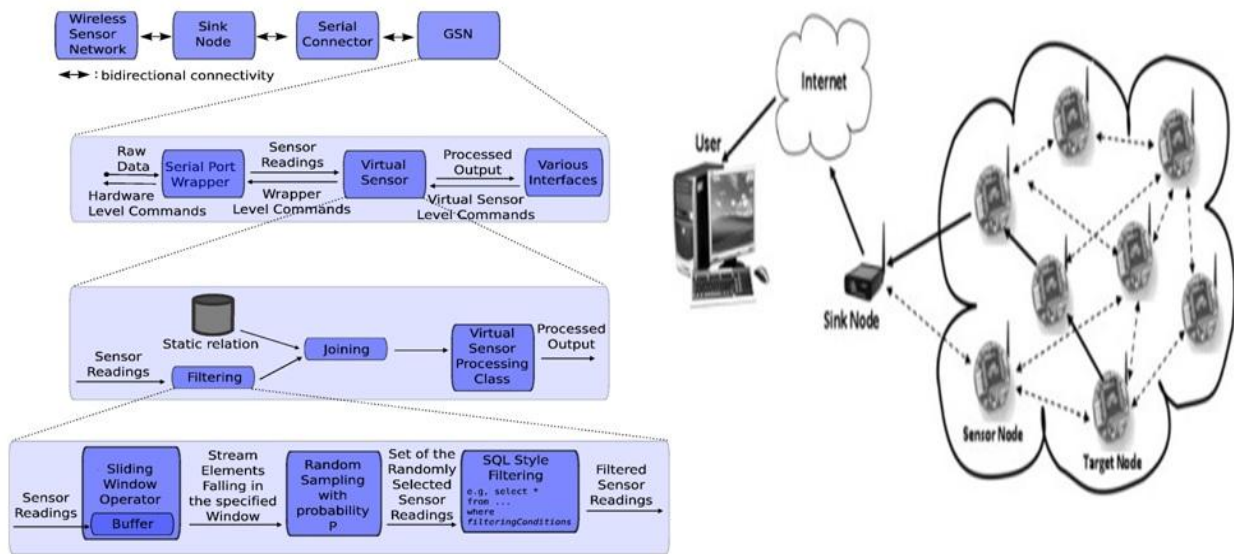 Wireless
Sensor
Network
Sink
Node
Serial
Connector
GSN
: bidirectional connectivity
Raw
Data
Hardware
Level Commands
Serial Port
Wrapper
Sensor
Readings
Wrapper
Level Commands
Virtual
Sensor
Processed
Output
Virtual Sensor
Level Commands
Various
Interfaces
Static relation
Sensor
Readings
Filtering
Joining
Virtual
Sensor
Processing
Class
Processed
Output
Sensor
Readings
Sliding
Window
Operator
Buffer
Stream
Elements
Falling in
the specified
Window
Random
Sampling
with
probability
P
Set of the
Randomly
Selected
Sensor
Readings
SQL Style
Filtering
e.g, select *
from ...
where
filteringConditions
Filtered
Sensor
Readings
Internet
User
Sink Node
Sensor Node
Target Node